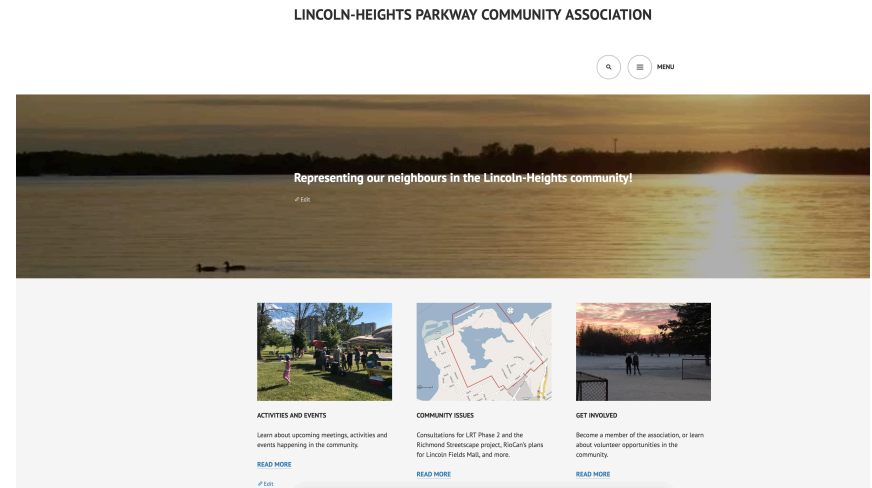 LINCOLN-HEIGHTS PARKWAY COMMUNITY ASSOCIATION
MENU
Representing our neighbours in the Lincoln-Heights community!
Edit
ACTIVITIES AND EVENTS
Learn about upcoming meetings, activities and
events happening in the community.
READ MORE
Edit
COMMUNITY ISSUES
Consultations for LRT Phase 2 and the
Richmond Streetscape project, RioCan's plans
for Lincoln Fields Mall, and more.
READ MORE
GET INVOLVED
Become a member of the association, or learn
about volunteer opportunities in the
community.
READ MORE